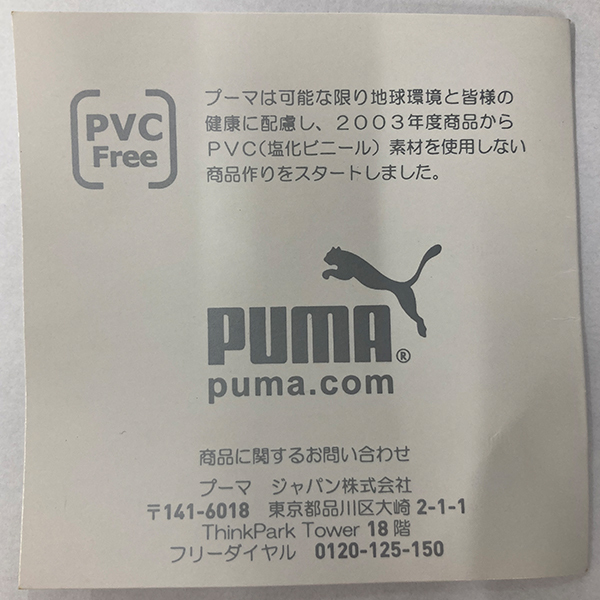 PVC
Free
プーマは可能な限り地球環境と皆様の
健康に配慮し、２００３年度商品から
ＰＶＣ(塩化ビニール）素材を使用しない
商品作りをスタートしました。
PUMA®
puma.com
商品に関するお問い合わせ
プーマ　ジャパン株式会社
〒141-6018　東京都品川区大崎 2-1-1
ThinkPark Tower 18 階
フリーダイヤル　0120-125-150